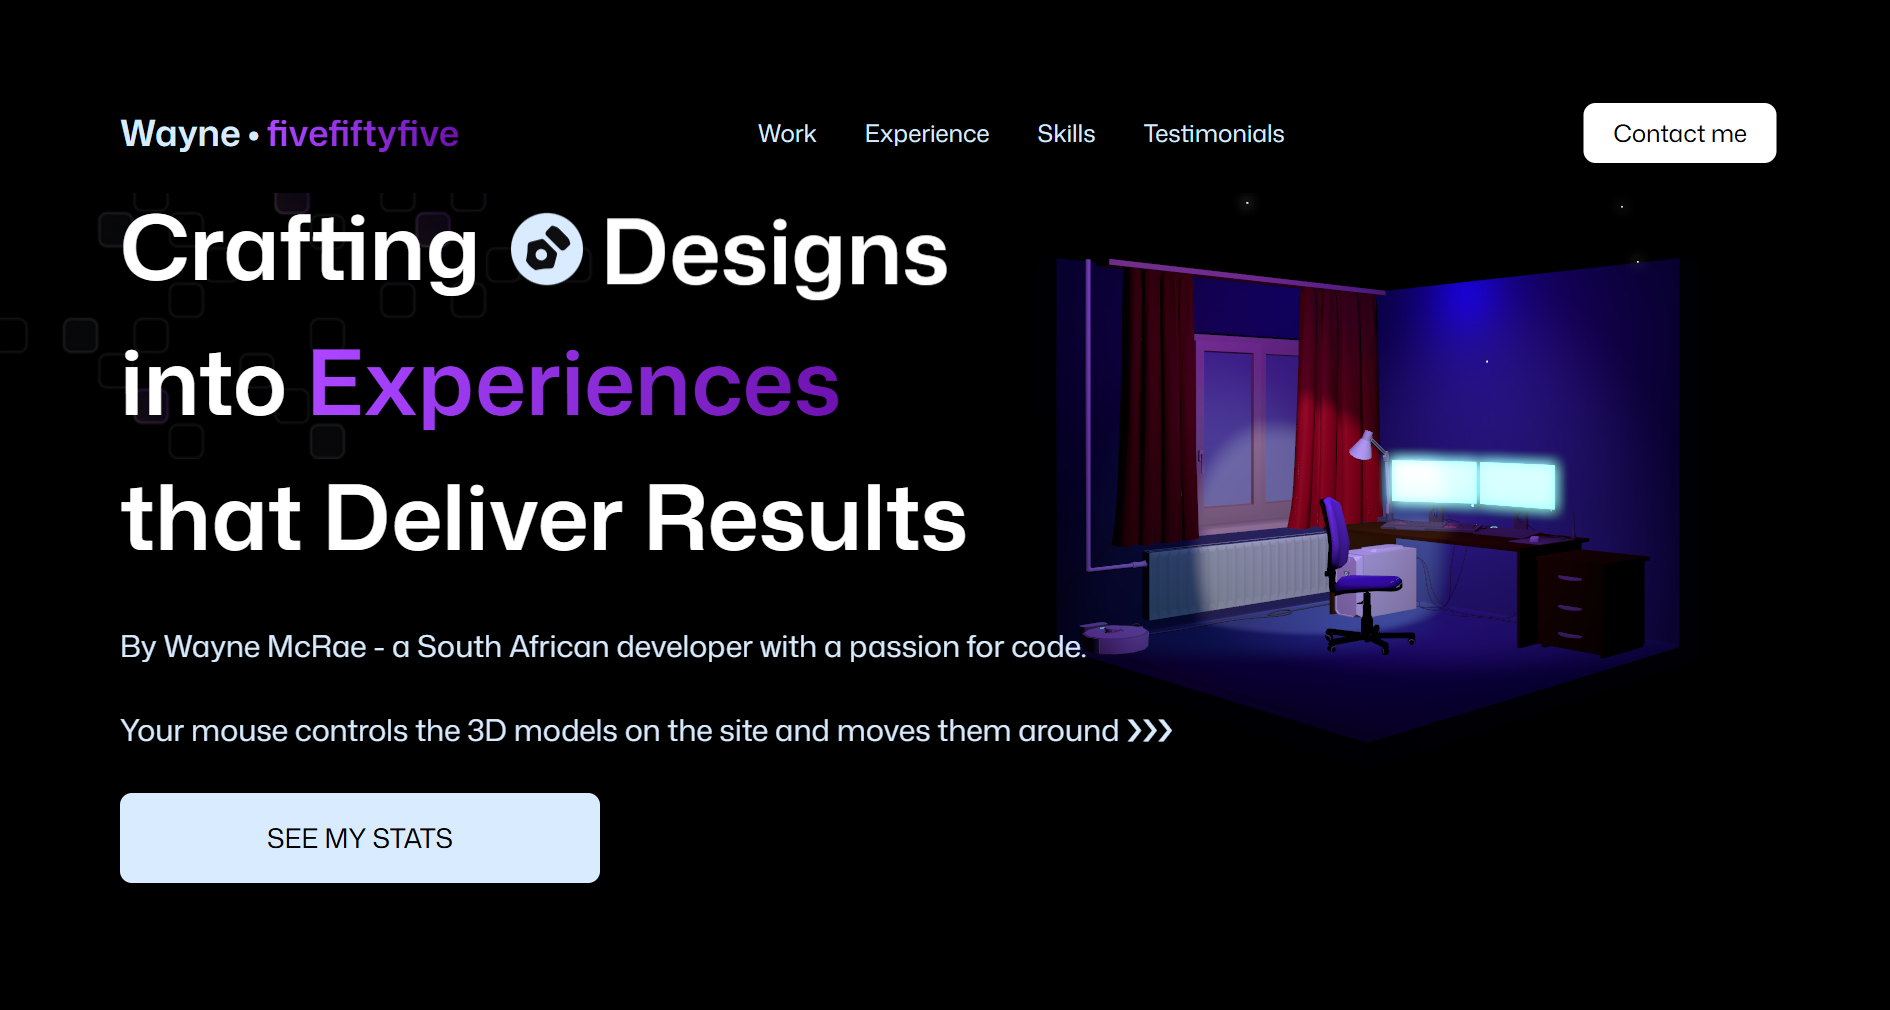 Wayne • fivefiftyfive
Work
Experience
Skills
Testimonials
Contact me
Crafting Designs
into Experiences
that Deliver Results
By Wayne McRae - a South African developer with a passion for code.
Your mouse controls the 3D models on the site and moves them around ❯❯❯
SEE MY STATS